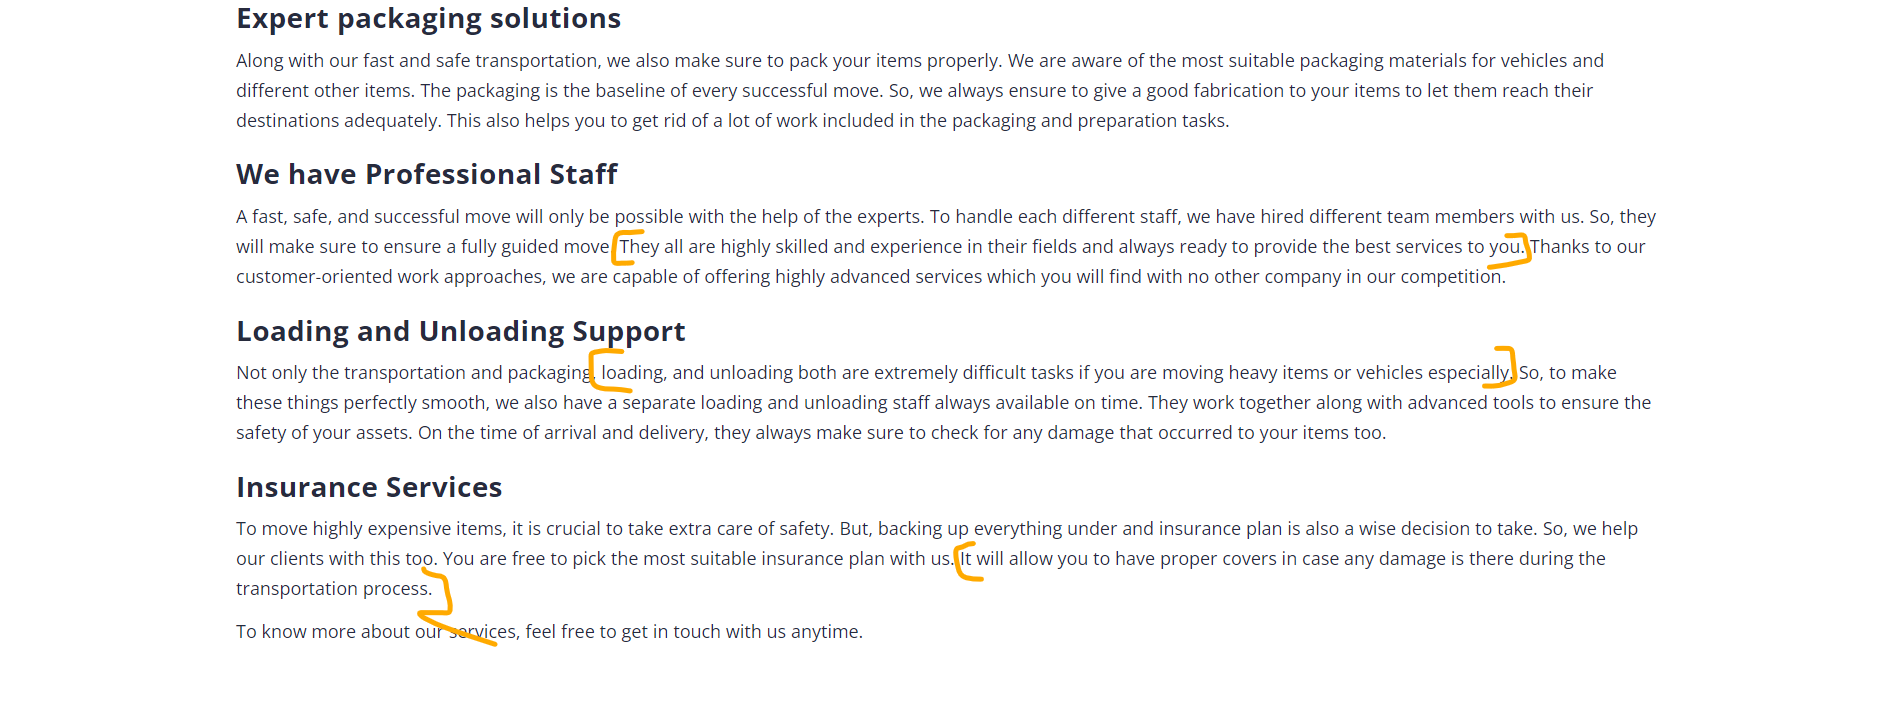 Expert packaging solutions
Along with our fast and safe transportation, we also make sure to pack your items properly. We are aware of the most suitable packaging materials for vehicles and
different other items. The packaging is the baseline of every successful move. So, we always ensure to give a good fabrication to your items to let them reach their
destinations adequately. This also helps you to get rid of a lot of work included in the packaging and preparation tasks.
We have Professional Staff
A fast, safe, and successful move will only be possible with the help of the experts. To handle each different staff, we have hired different team members with us. So, they
will make sure to ensure a fully guided move. They all are highly skilled and experience in their fields and always ready to provide the best services to you. Thanks to our
customer-oriented work approaches, we are capable of offering highly advanced services which you will find with no other company in our competition.
Loading and Unloading Support
Not only the transportation and packaging, loading, and unloading both are extremely difficult tasks if you are moving heavy items or vehicles especially. So, to make
these things perfectly smooth, we also have a separate loading and unloading staff always available on time. They work together along with advanced tools to ensure the
safety of your assets. On the time of arrival and delivery, they always make sure to check for any damage that occurred to your items too.
Insurance Services
To move highly expensive items, it is crucial to take extra care of safety. But, backing up everything under and insurance plan is also a wise decision to take. So, we help
our clients with this too. You are free to pick the most suitable insurance plan with us. It will allow you to have proper covers in case any damage is there during the
transportation process.
To know more about our services, feel free to get in touch with us anytime.